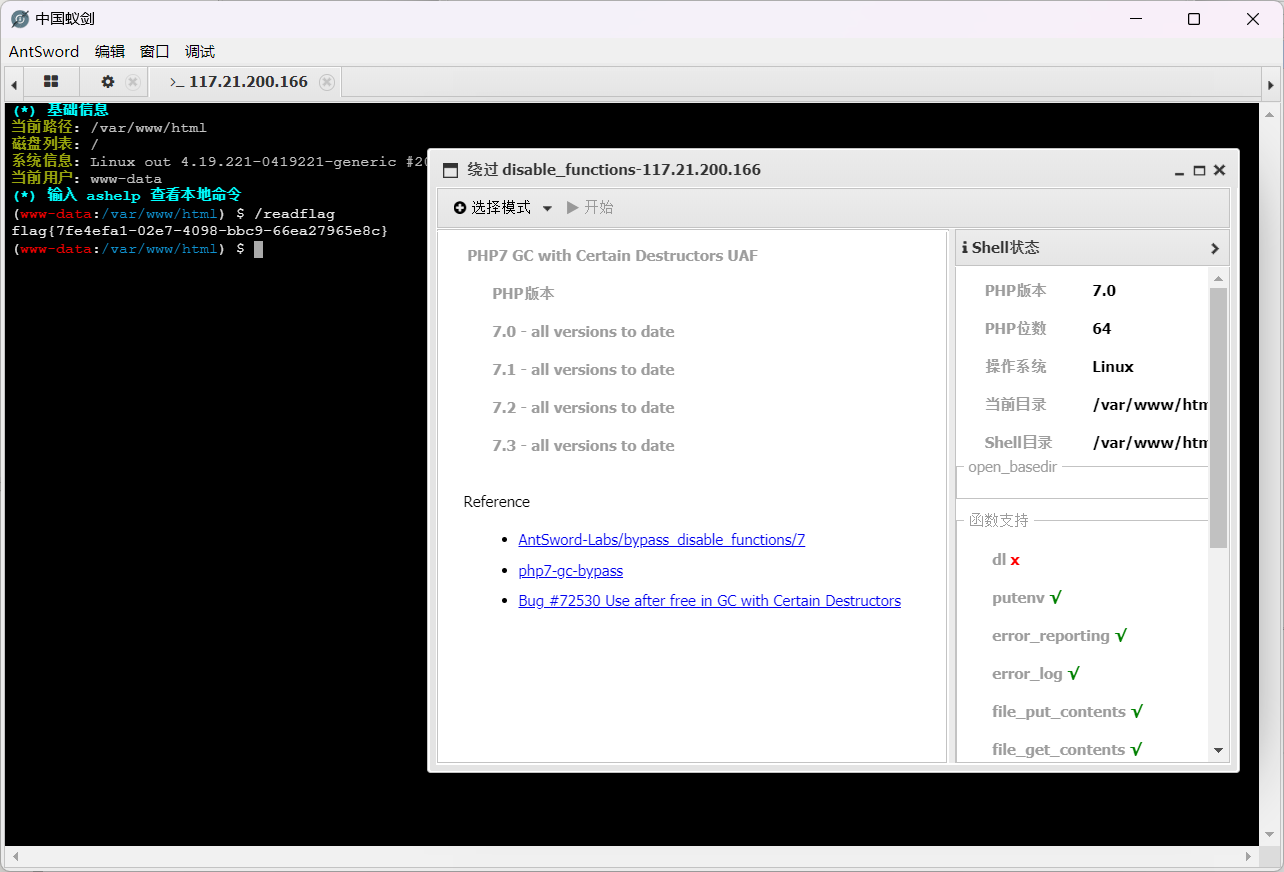 中国蚁剑
AntSword 编辑 窗口 调试
>_ 117.21.200.166
(*) 基础信息
当前路径: /var/www/html
磁盘列表: /
系统信息: Linux out 4.19.221-0419221-generic #20
当前用户: www-data
(*) 输入 ashelp 查看本地命令
(www-data:/var/www/html) $ /readflag
flag{7fe4efa1-02e7-4098-bbc9-66ea27965e8c}
(www-data:/var/www/html) $
绕过 disable_functions-117.21.200.166
选择模式 开始
PHP7 GC with Certain Destructors UAF
PHP版本
7.0 - all versions to date
7.1 - all versions to date
7.2 - all versions to date
7.3 - all versions to date
Reference
• AntSword-Labs/bypass_disable_functions/7
• php7-gc-bypass
• Bug #72530 Use after free in GC with Certain Destructors
Shell状态
PHP版本 7.0
PHP位数 64
操作系统 Linux
当前目录 /var/www/htm
Shell目录 /var/www/htm
open_basedir
函数支持
dl x
putenv √
error_reporting √
error_log √
file_put_contents √
file_get_contents √